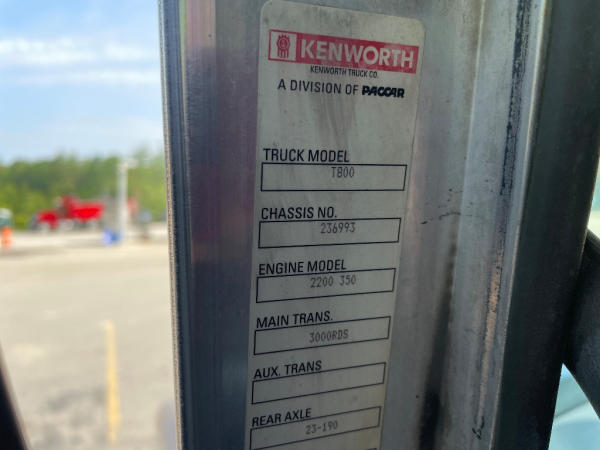 KENWORTH
KENWORTH TRUCK CO.
A DIVISION OF PACCAR
TRUCK MODEL
T800
CHASSIS NO.
236993
ENGINE MODEL
2200 350
MAIN TRANS.
3000RDS
AUX. TRANS
REAR AXLE
23-190